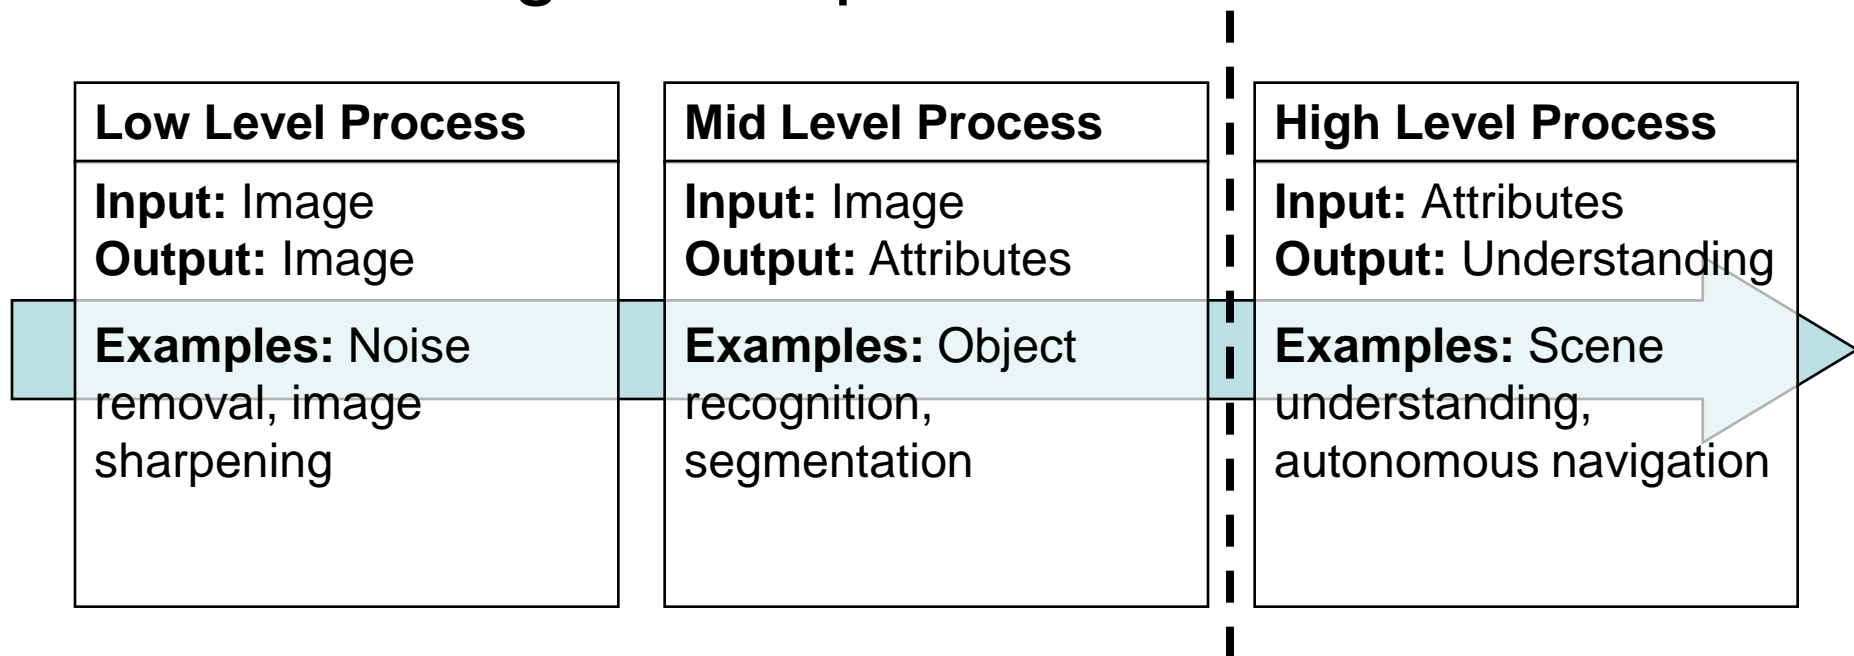 Low Level Process
Input: Image
Output: Image
Examples: Noise
removal, image
sharpening
Mid Level Process
Input: Image
Output: Attributes
Examples: Object
recognition,
segmentation
High Level Process
Input: Attributes
Output: Understanding
Examples: Scene
understanding,
autonomous navigation